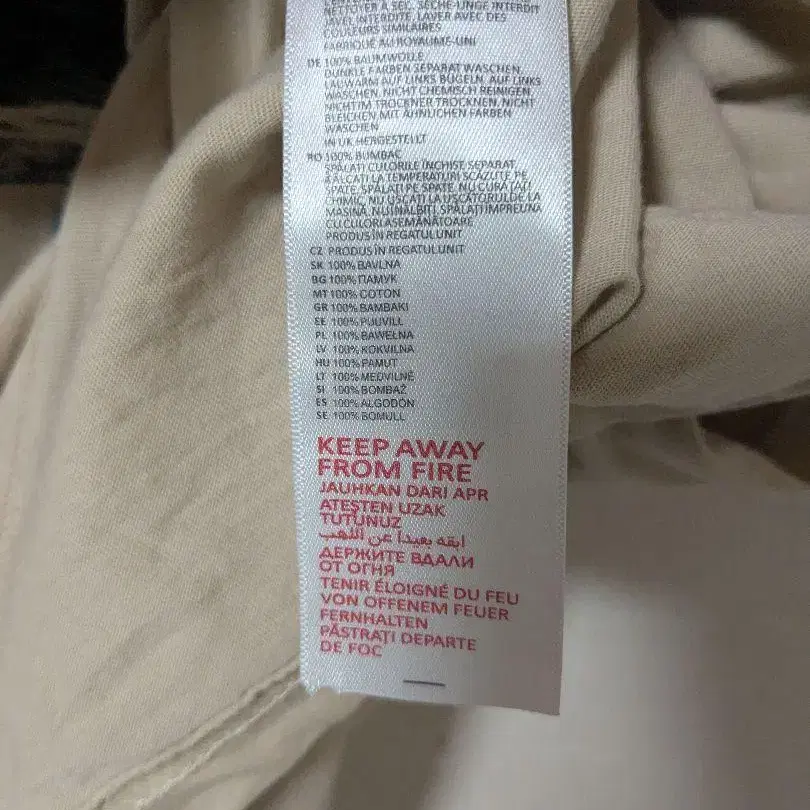 NETTOYER A SEC, SÈCHE-LINGE INTERDIT
JAVEL INTERDITE, LAVER AVEC DES
COULEURS SIMILAIRES
FABRIQUÉ AU ROYAUME-UNI
DE 100% BAUMWOLLE
DUNKLE FARBEN SEPARAT WASCHEN,
LAUWARM AUF LINKS BÜGELN, AUF LINKS
WASCHEN, NICHT CHEMISCH REINIGEN,
NICHT IM TROCKNER TROCKNEN, NICHT
BLEICHEN MIT ÄHNLICHEN FARBEN
WASCHEN
IN UK HERGESTELLT
RO 100% BUMBAC
SPĂLAȚI CULORILE ÎNCHISE SEPARAT,
CĂLCAȚI LA TEMPERATURI SCĂZUTE, PE
SPATE, SPĂLAȚI PE SPATE, NU CURĂȚAȚI
CHIMIC, NU USCAȚI LA USCĂTORUL DE LA
MAȘINĂ, NU ÎNĂLBIȚI, SPĂLAȚI ÎMPREUNĂ
CU CULORI ASEMĂNĂTOARE
PRODUS ÎN REGATUL UNIT
CZ PRODUS ÎN REGATUL UNIT
SK 100% BAVLNA
BG 100% ПАМУК
MT 100% COTON
GR 100% BAMBAKI
EE 100% PUUVILL
PL 100% BAWEŁNA
LV 100% KOKVILNA
HU 100% PAMUT
LT 100% MEDVILNĖ
SI 100% BOMBAŽ
ES 100% ALGODÓN
SE 100% BOMULL
KEEP AWAY
FROM FIRE
JAUHKAN DARI APR
ATEŞTEN UZAK
TUTUNUZ
ابقه بعيداً عن اللهب
ДЕРЖИТЕ ВДАЛИ
ОТ ОГНЯ
TENIR ÉLOIGNÉ DU FEU
VON OFFENEM FEUER
FERNHALTEN
PĂSTRAȚI DEPARTE
DE FOC